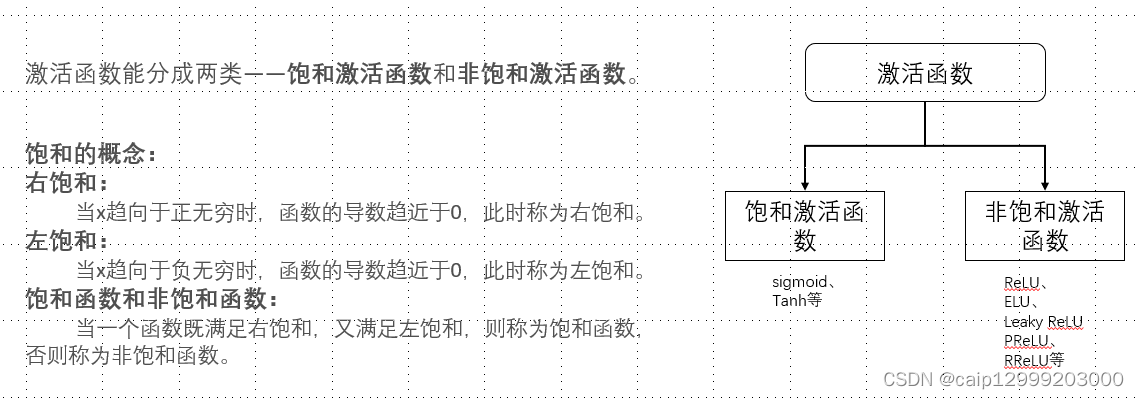 激活函数能分成两类——饱和激活函数和非饱和激活函数。
饱和的概念：
右饱和：
当x趋向于正无穷时，函数的导数趋近于0，此时称为右饱和。
左饱和：
当x趋向于负无穷时，函数的导数趋近于0，此时称为左饱和。
饱和函数和非饱和函数：
当一个函数既满足右饱和，又满足左饱和，则称为饱和函数，
否则称为非饱和函数。
激活函数
饱和激活函
数
sigmoid、
Tanh等
非饱和激活
函数
ReLU、
ELU、
Leaky ReLU
PReLU、
RReLU等
CSDN @caip12999203000